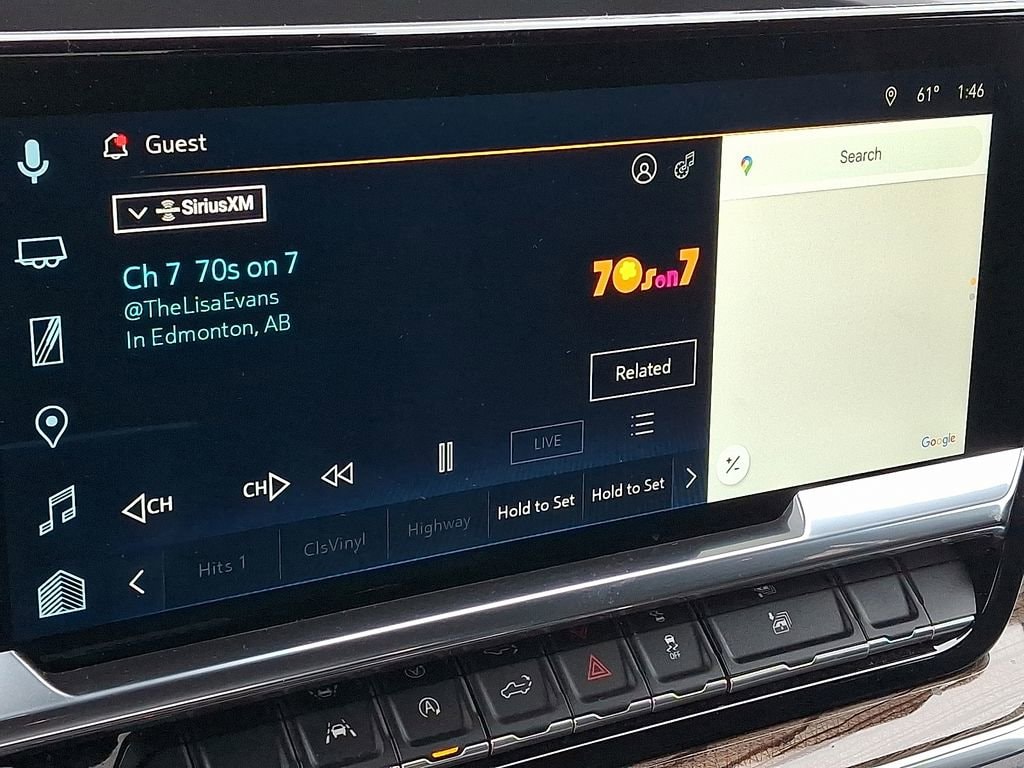 61° 1:46
Guest
Search
SiriusXM
Ch 7 70s on 7
@TheLisaEvans
In Edmonton, AB
70s on 7
Related
LIVE
Google
CH
CH
Hits 1
ClsVinyl
Highway
Hold to Set
Hold to Set
A
OFF